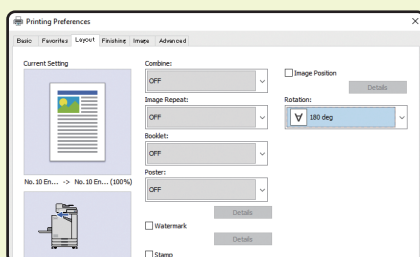 Printing Preferences
Basic Favorites Layout Finishing Image Advanced
Current Setting
No. 10 En... -> No. 10 En... (100%)
Combine:
OFF
Image Repeat:
OFF
Booklet:
OFF
Poster:
OFF
Details
Watermark
Details
Stamp
Image Position
Details
Rotation:
180 deg